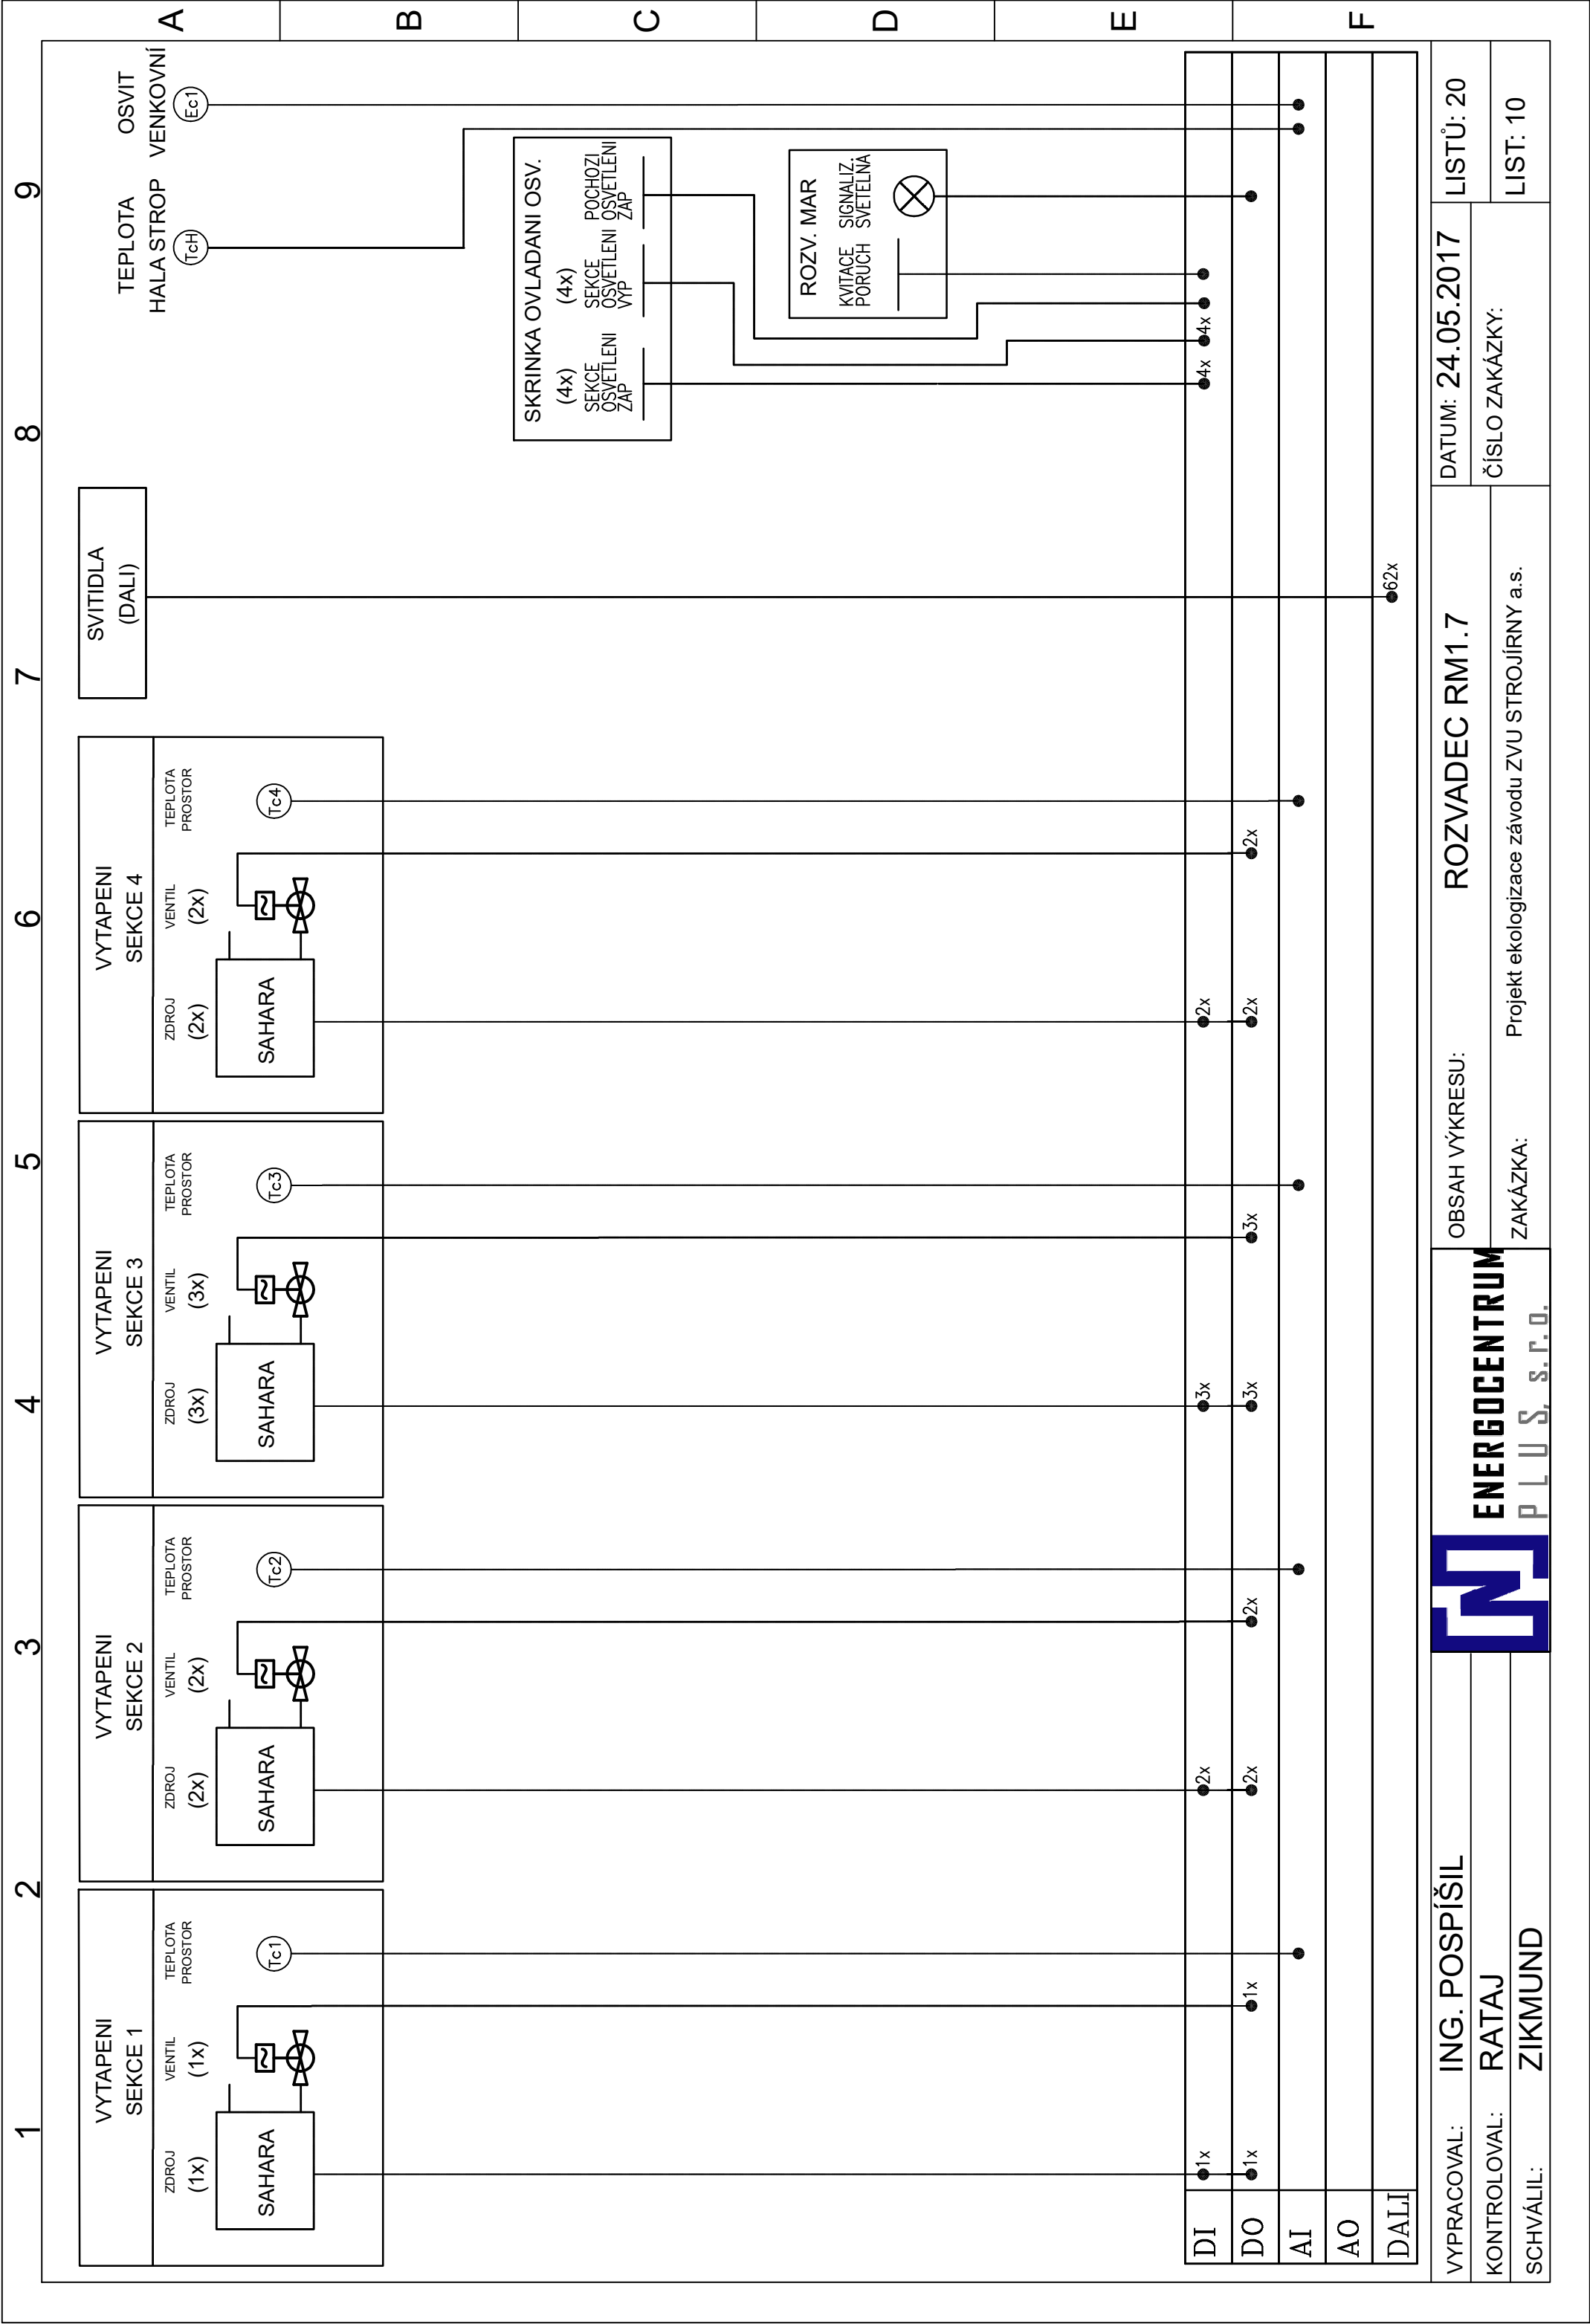 1 2 3 4 5 6 7 8 9
A
B
C
D
E
F
VYTAPENI
SEKCE 1
ZDROJ
(1x)
VENTIL
(1x)
TEPLOTA
PROSTOR
SAHARA
Tc1
VYTAPENI
SEKCE 2
ZDROJ
(2x)
VENTIL
(2x)
TEPLOTA
PROSTOR
SAHARA
Tc2
VYTAPENI
SEKCE 3
ZDROJ
(3x)
VENTIL
(3x)
TEPLOTA
PROSTOR
SAHARA
Tc3
VYTAPENI
SEKCE 4
ZDROJ
(2x)
VENTIL
(2x)
TEPLOTA
PROSTOR
SAHARA
Tc4
SVITIDLA
(DALI)
TEPLOTA
HALA STROP
TcH
OSVIT
VENKOVNÍ
Ec1
SKRINKA OVLADANI OSV.
(4x)
SEKCE
OSVETLENI
ZAP
(4x)
SEKCE
OSVETLENI
VYP
POCHOZI
OSVETLENI
ZAP
ROZV. MAR
KVITACE
PORUCH
SIGNALIZ.
SVETELNA
DI 1x 2x 3x 2x 4x 4x
DO 1x 1x 2x 2x 3x 3x 2x 2x
AI
AO
DALI 62x
VYPRACOVAL: ING. POSPÍŠIL
KONTROLOVAL: RATAJ
SCHVÁLIL: ZIKMUND
ENERGOCENTRUM
PLUS, s.r.o.
OBSAH VÝKRESU: ROZVADEC RM1.7
ZAKÁZKA: Projekt ekologizace závodu ZVU STROJÍRNY a.s.
DATUM: 24.05.2017
ČÍSLO ZAKÁZKY:
LISTŮ: 20
LIST: 10